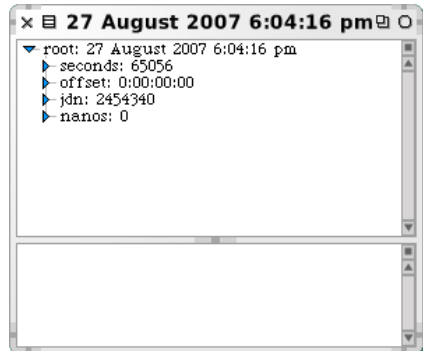 27 August 2007 6:04:16 pm
root: 27 August 2007 6:04:16 pm
seconds: 65056
offset: 0:00:00:00
jdn: 2454340
nanos: 0